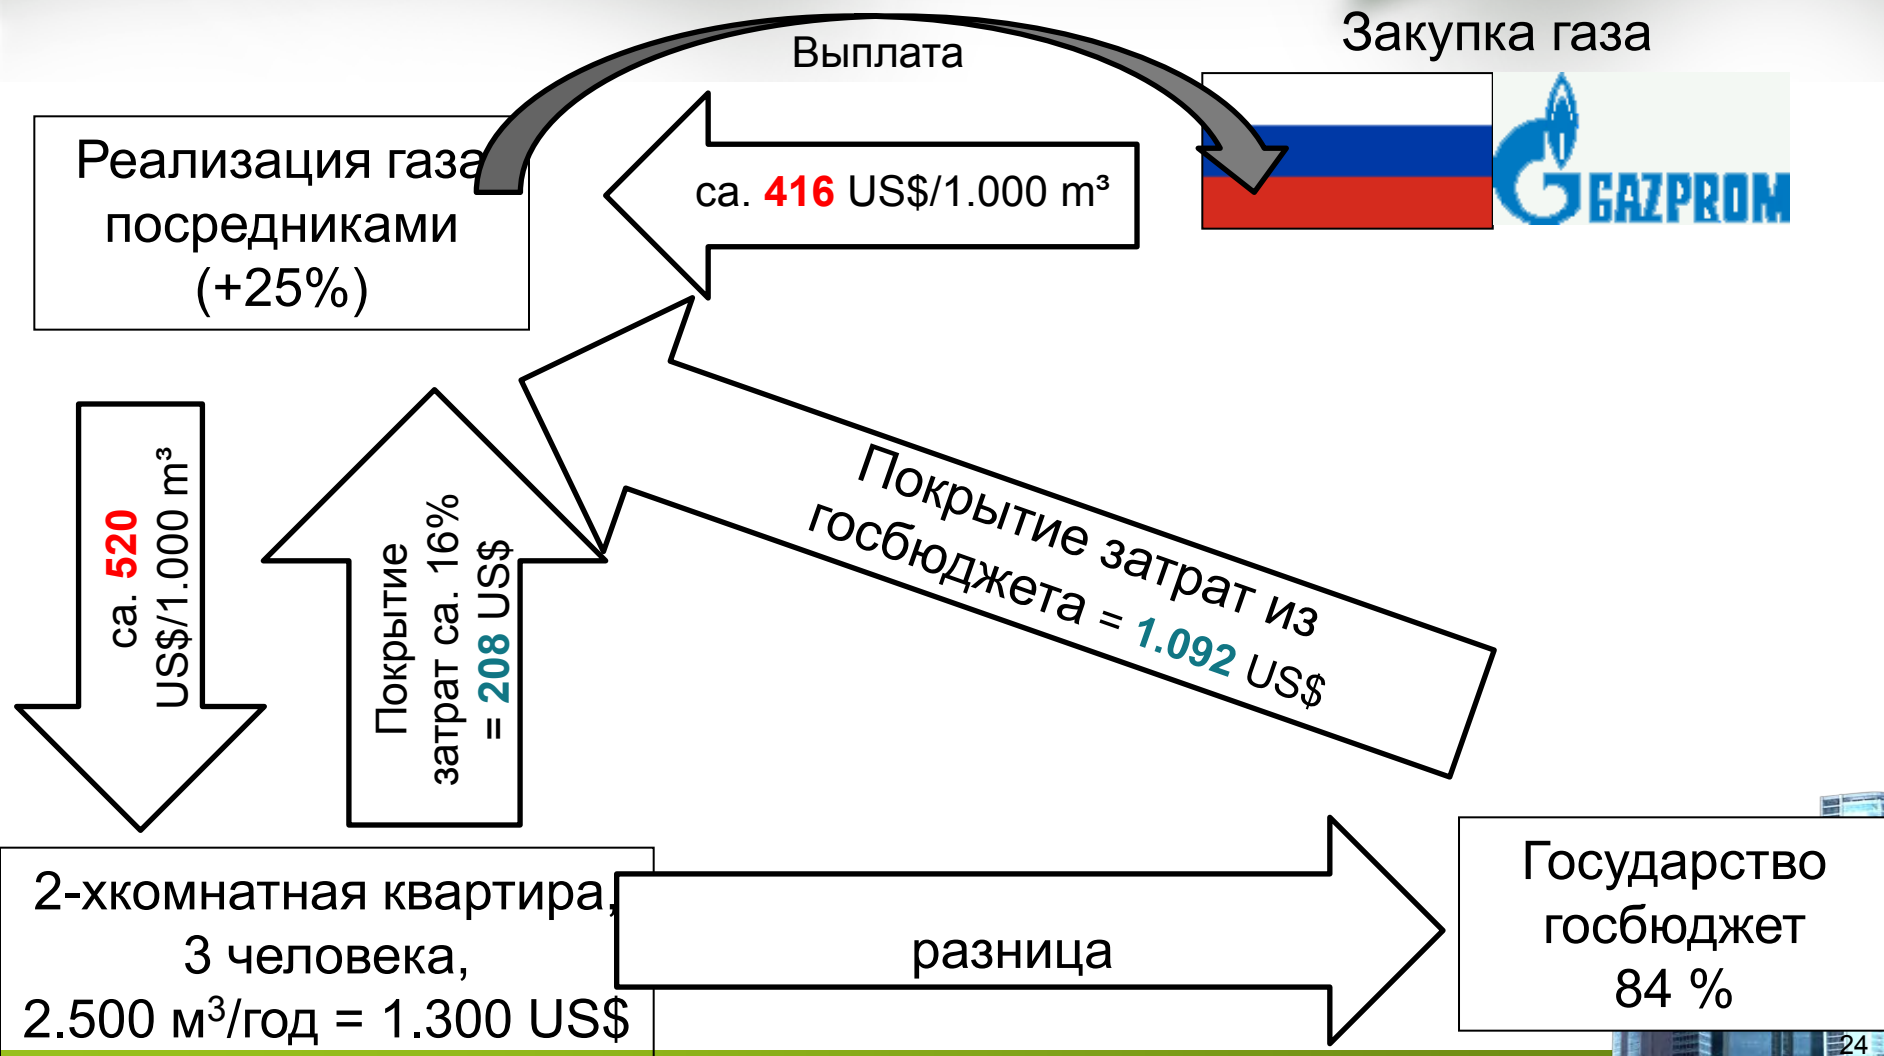 Закупка газа
Выплата
Реализация газа
посредниками
(+25%)
ca. 416 US$/1.000 m³
GAZPROM
ca. 520
US$/1.000 m³
Покрытие
затрат ca. 16%
= 208 US$
Покрытие затрат из
госбюджета = 1.092 US$
2-хкомнатная квартира,
3 человека,
2.500 м³/год = 1.300 US$
разница
Государство
госбюджет
84 %
24